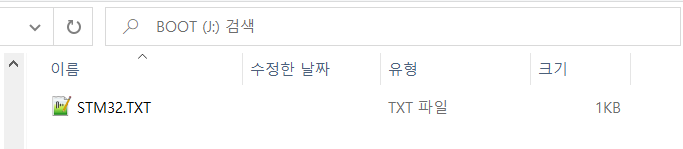 BOOT (J:) 검색
이름 수정한 날짜 유형 크기
STM32.TXT TXT 파일 1KB